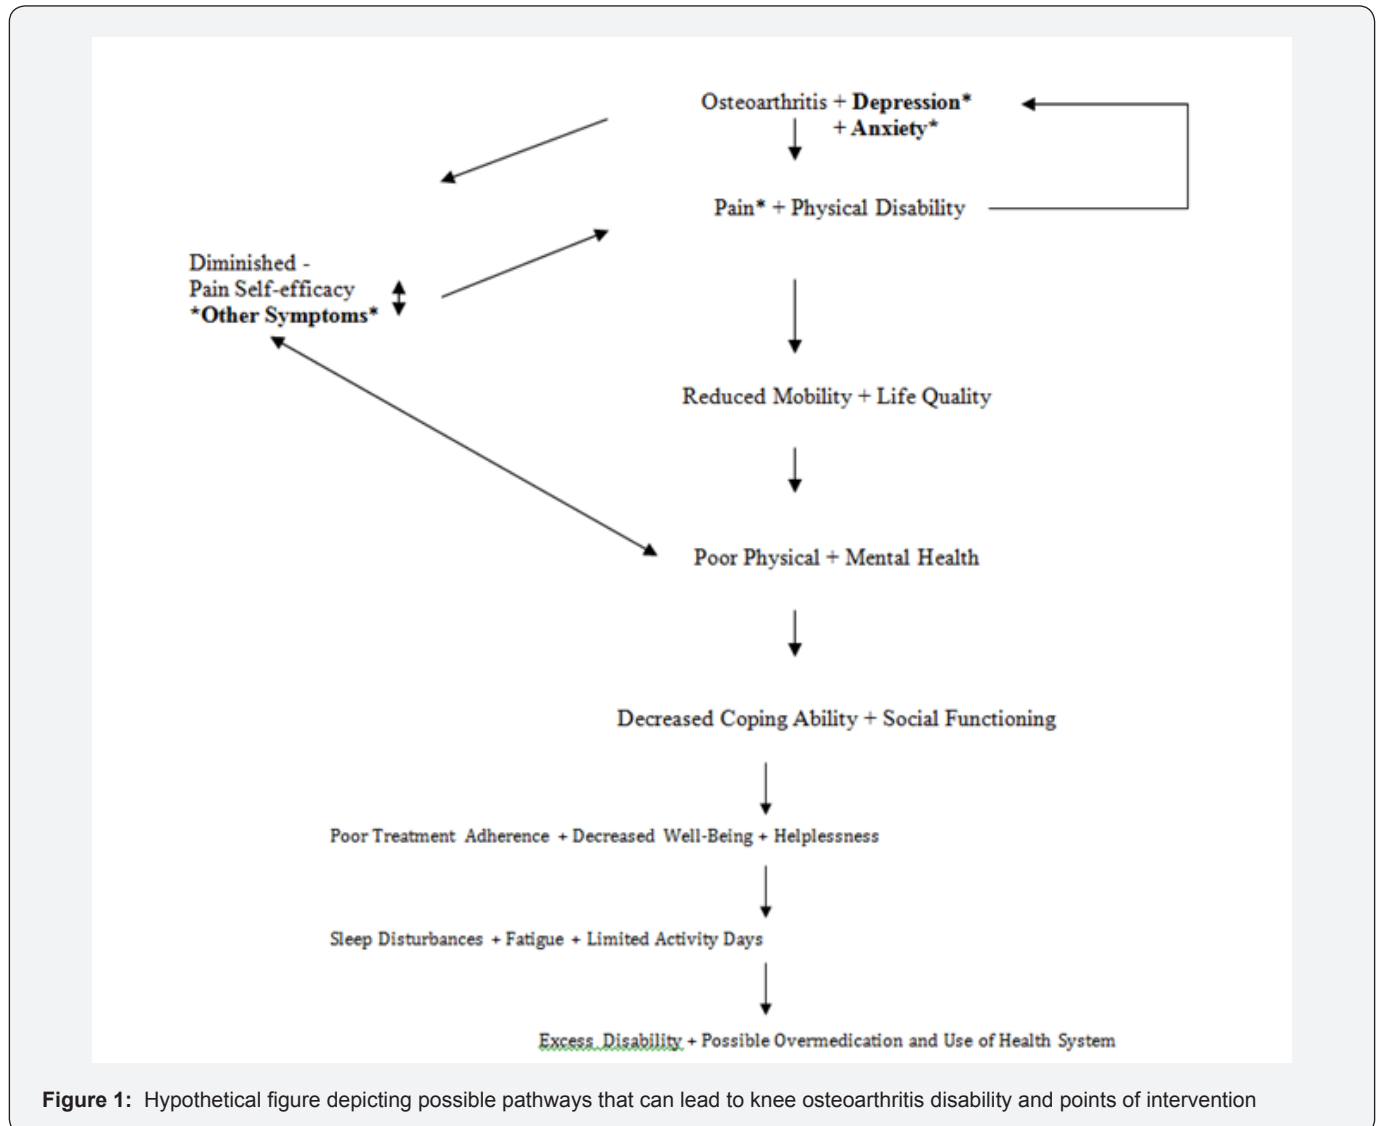 Osteoarthritis + Depression*
+ Anxiety*
Pain* + Physical Disability
Diminished -
Pain Self-efficacy
*Other Symptoms*
Reduced Mobility + Life Quality
Poor Physical + Mental Health
Decreased Coping Ability + Social Functioning
Poor Treatment Adherence + Decreased Well-Being + Helplessness
Sleep Disturbances + Fatigue + Limited Activity Days
Excess Disability + Possible Overmedication and Use of Health System
Figure 1: Hypothetical figure depicting possible pathways that can lead to knee osteoarthritis disability and points of intervention